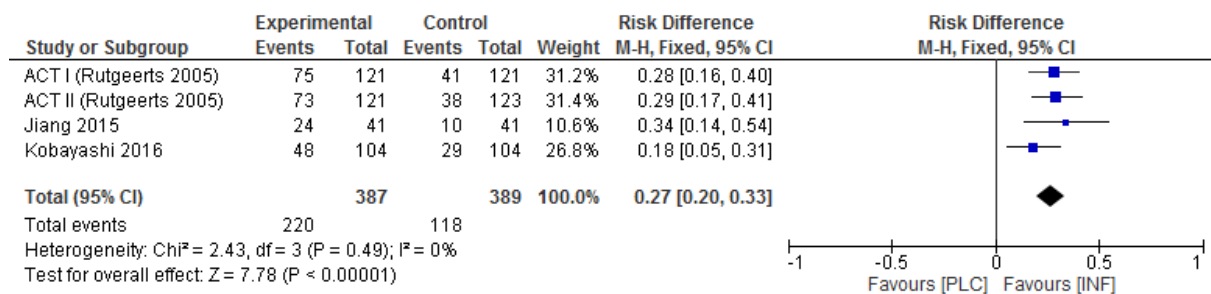 Experimental Control Risk Difference Risk Difference
Study or Subgroup Events Total Events Total Weight M-H, Fixed, 95% CI M-H, Fixed, 95% CI
ACT I (Rutgeerts 2005) 75 121 41 121 31.2% 0.28 [0.16, 0.40]
ACT II (Rutgeerts 2005) 73 121 38 123 31.4% 0.29 [0.17, 0.41]
Jiang 2015 24 41 10 41 10.6% 0.34 [0.14, 0.54]
Kobayashi 2016 48 104 29 104 26.8% 0.18 [0.05, 0.31]
Total (95% CI) 387 389 100.0% 0.27 [0.20, 0.33]
Total events 220 118
Heterogeneity: Chi² = 2.43, df = 3 (P = 0.49); I² = 0%
Test for overall effect: Z = 7.78 (P < 0.00001)
-1 -0.5 0 0.5 1
Favours [PLC] Favours [INF]